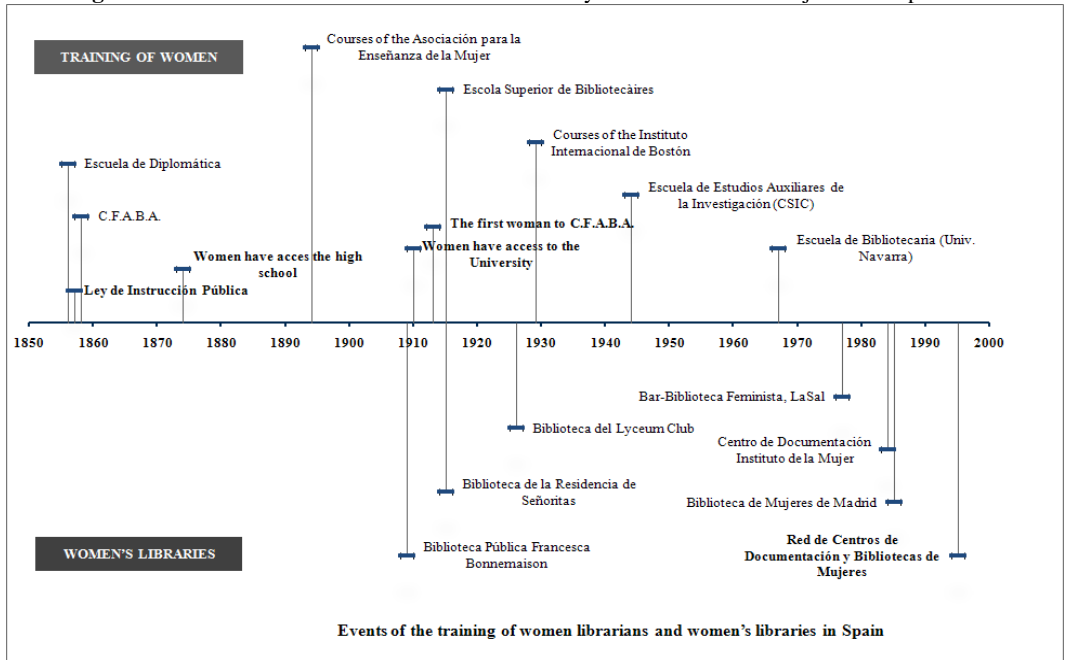 TRAINING OF WOMEN
Courses of the Asociación para la
Enseñanza de la Mujer
Escola Superior de Bibliotecàires
Courses of the Instituto
Internacional de Bostón
Escuela de Diplomática
Escuela de Estudios Auxiliares de
la Investigación (CSIC)
C.F.A.B.A.
The first woman to C.F.A.B.A.
Women have access to the
University
Escuela de Bibliotecaria (Univ.
Navarra)
Women have acces the high
school
Ley de Instrucción Pública
1850 1860 1870 1880 1890 1900 1910 1920 1930 1940 1950 1960 1970 1980 1990 2000
Bar-Biblioteca Feminista, LaSal
Biblioteca del Lyceum Club
Centro de Documentación
Instituto de la Mujer
Biblioteca de la Residencia de
Señoritas
Biblioteca de Mujeres de Madrid
WOMEN'S LIBRARIES
Biblioteca Pública Francesca
Bonnemaison
Red de Centros de
Documentación y Bibliotecas de
Mujeres
Events of the training of women librarians and women's libraries in Spain